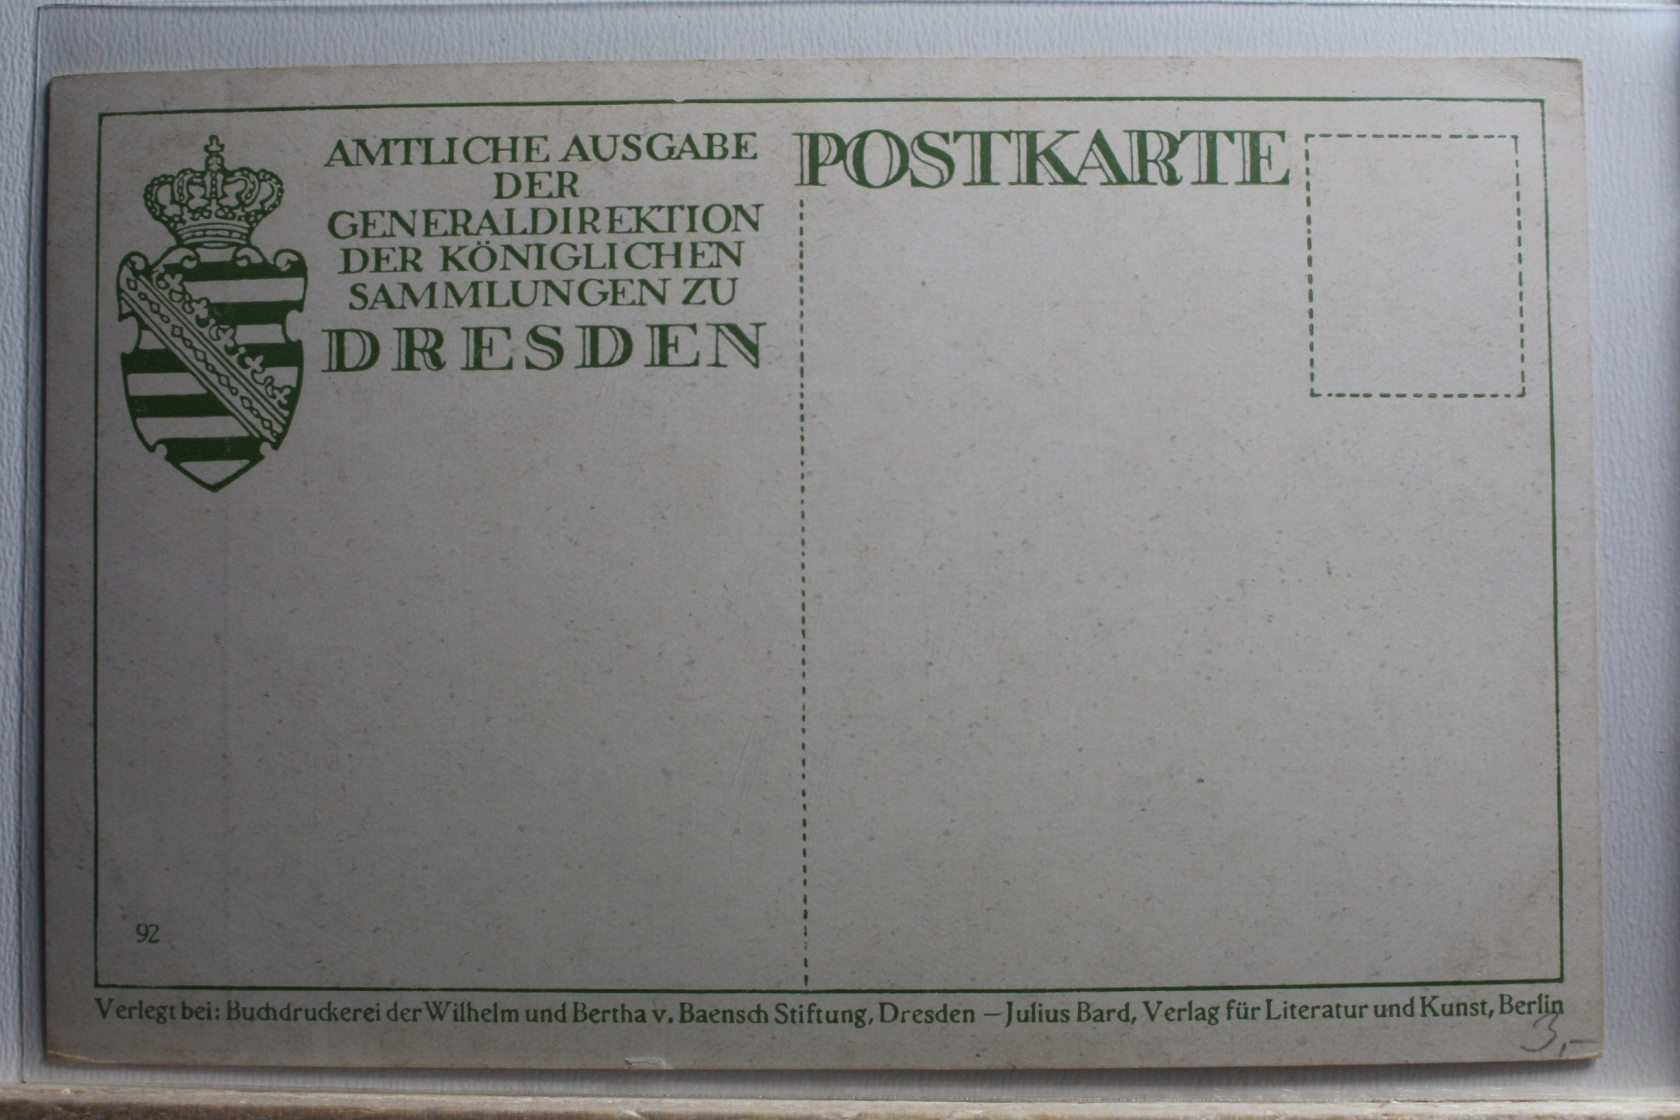 AMTLICHE AUSGABE
DER
GENERALDIREKTION
DER KÖNIGLICHEN
SAMMLUNGEN ZU
DRESDEN
POSTKARTE
92
Verlegt bei: Buchdruckerei der Wilhelm und Bertha v. Baensch Stiftung, Dresden — Julius Bard, Verlag für Literatur und Kunst, Berlin
3,-